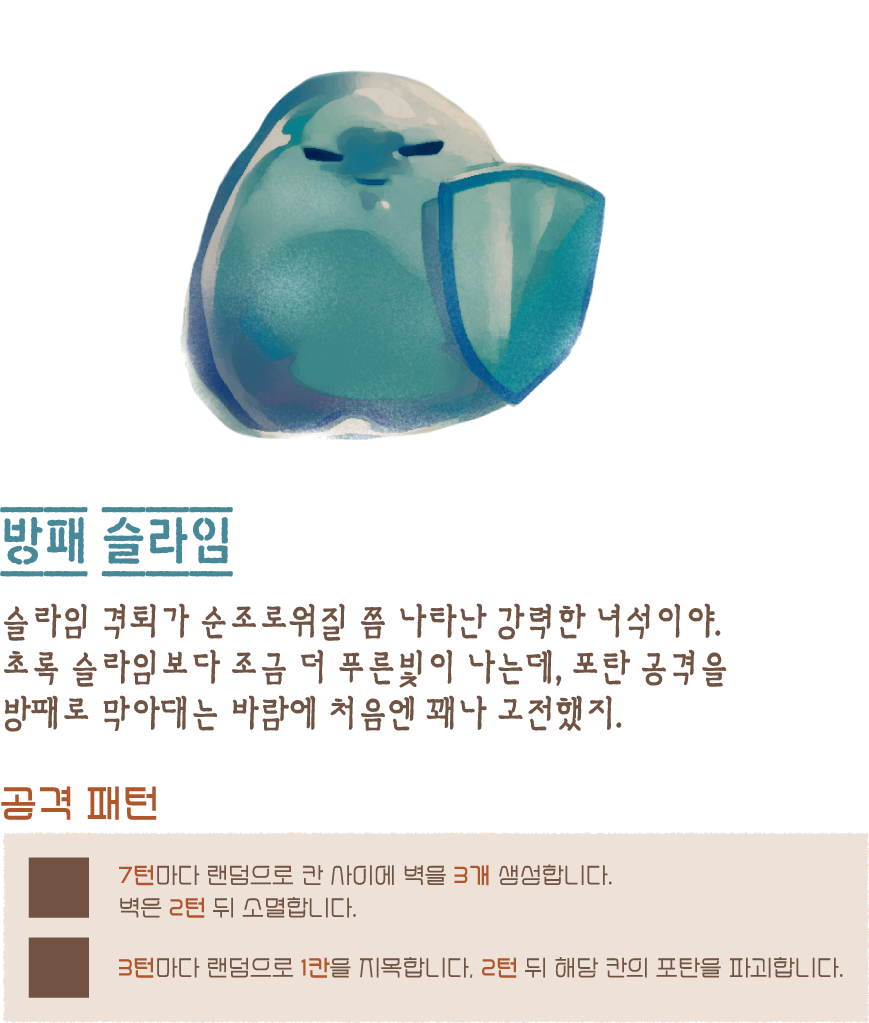 방패 슬라임
슬라임 격퇴가 순조로워질 쯤 나타난 강력한 녀석이야.
초록 슬라임보다 조금 더 푸른빛이 나는데, 포탄 공격을
방패로 막아대는 바람에 처음엔 꽤나 고전했지.
공격 패턴
7턴마다 랜덤으로 칸 사이에 벽을 3개 생성합니다.
벽은 2턴 뒤 소멸합니다.
3턴마다 랜덤으로 1칸을 지목합니다. 2턴 뒤 해당 칸의 포탄을 파괴합니다.